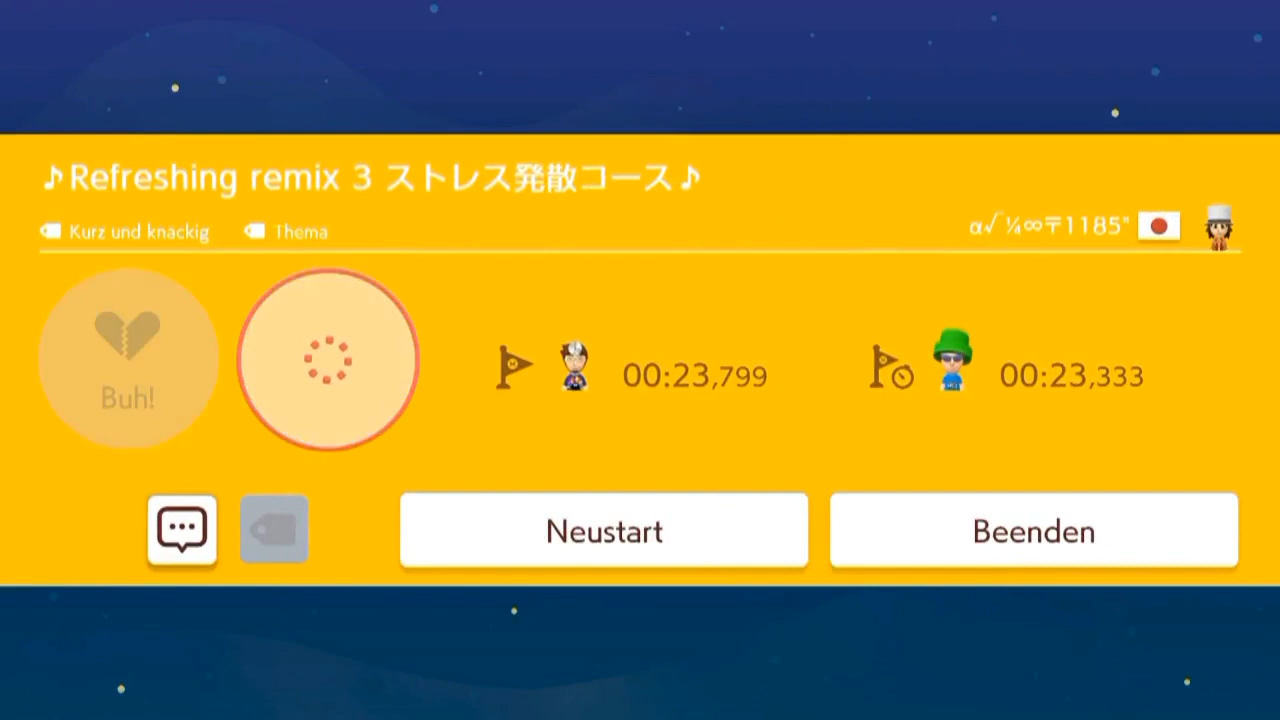 ♪Refreshing remix 3 ストレス発散コース♪
Kurz und knackig Thema
α√¼∞〒1185"
Buh!
00:23,799
00:23,333
Neustart
Beenden